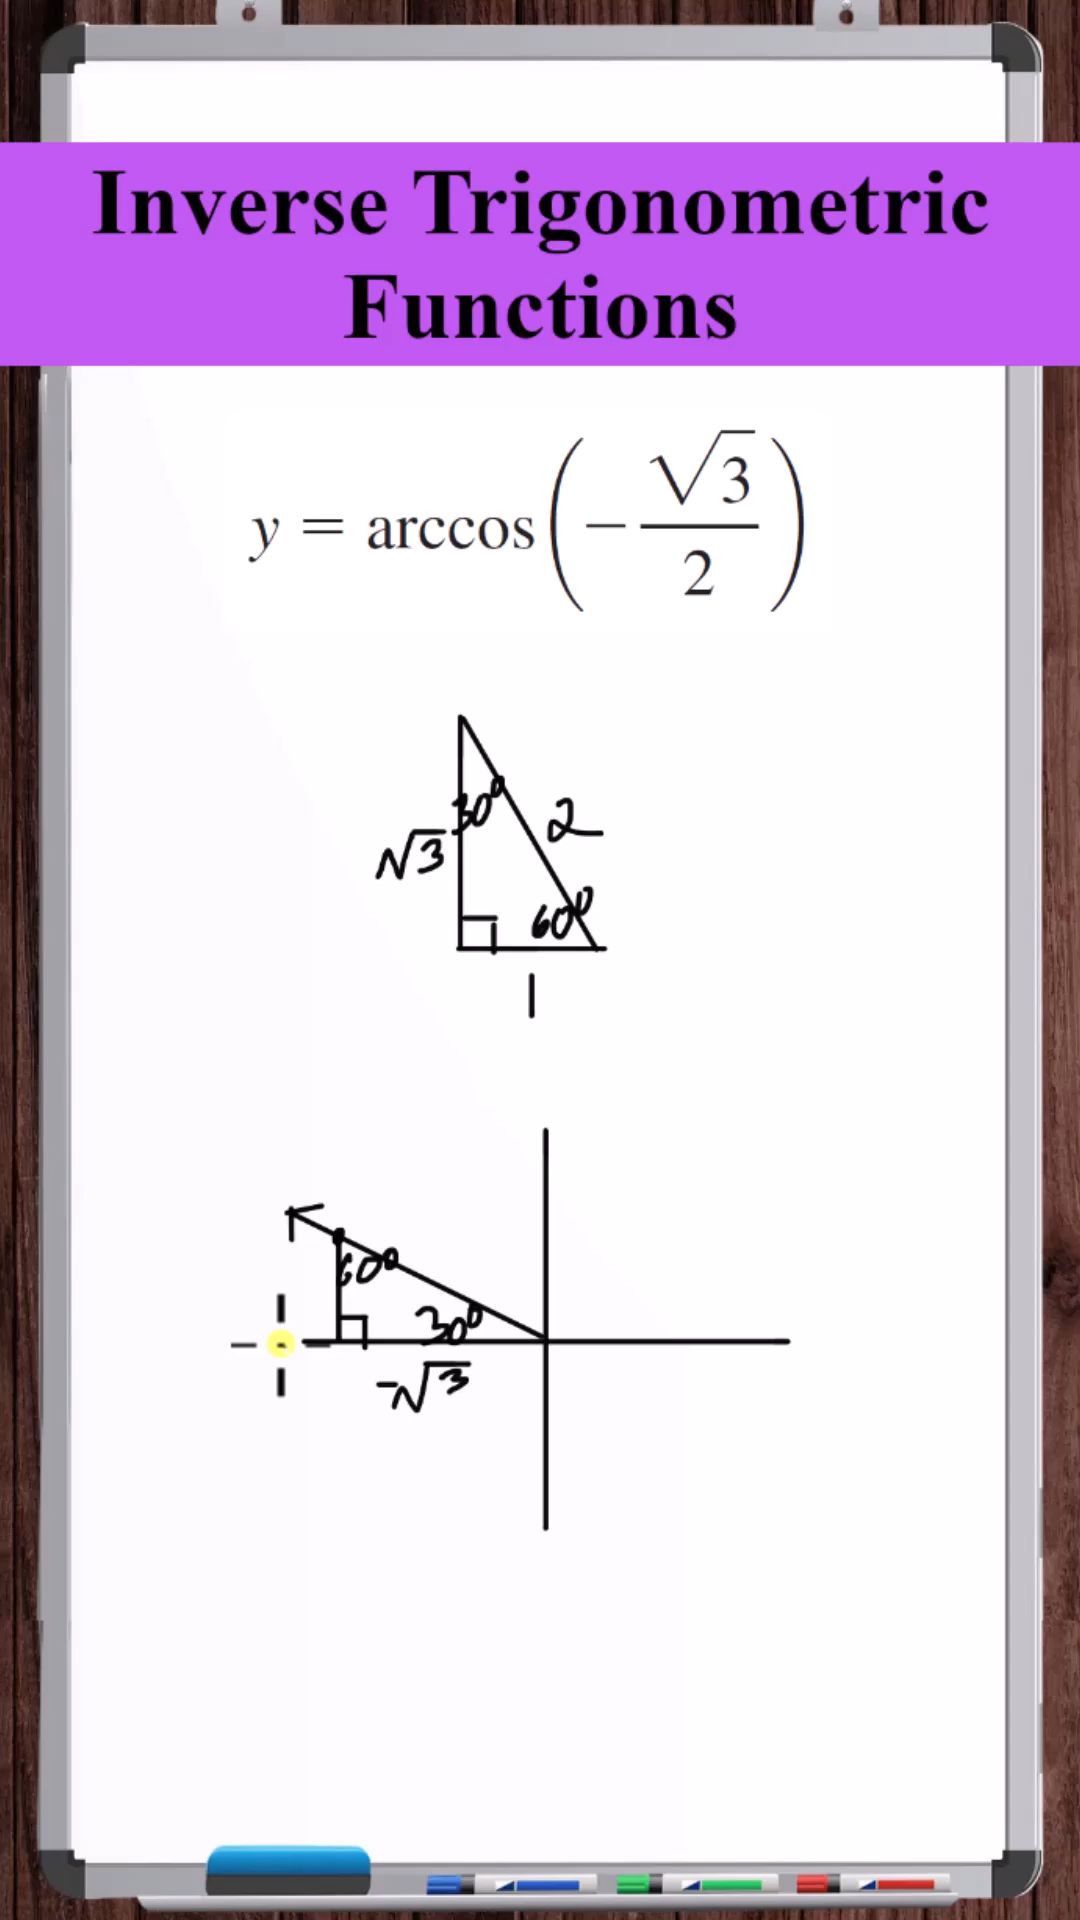 Inverse Trigonometric
Functions
y = arccos(-√3/2)
30°
2
√3
60°
1
60°
30°
-√3